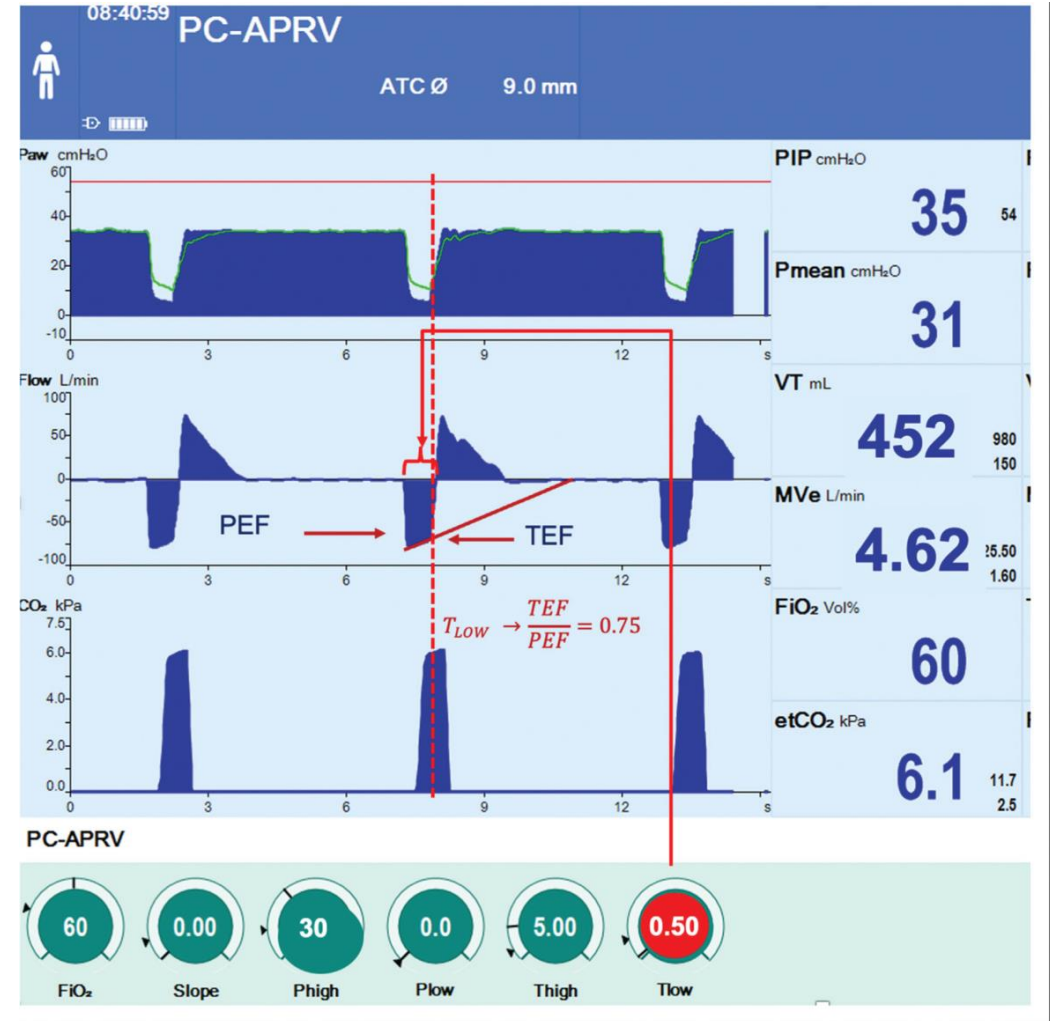 08:40:59
PC-APRV
ATC Ø 9.0 mm
Paw cmH₂O
60
40
20
0
-10
0 3 6 9 12 s
PIP cmH₂O
35 54
Pmean cmH₂O
31
Flow L/min
100
50
0
-50
-100
0 3 6 9 12 s
PEF
TEF
VT mL
452 980
150
MVe L/min
4.62 25.50
1.60
CO₂ kPa
7.5
6.0
4.0
2.0
0.0
0 3 6 9 12 s
T_LOW → TEF/PEF = 0.75
FiO₂ Vol%
60
etCO₂ kPa
6.1 11.7
2.5
PC-APRV
60 0.00 30 0.0 5.00 0.50
FiO₂ Slope Phigh Plow Thigh Tlow